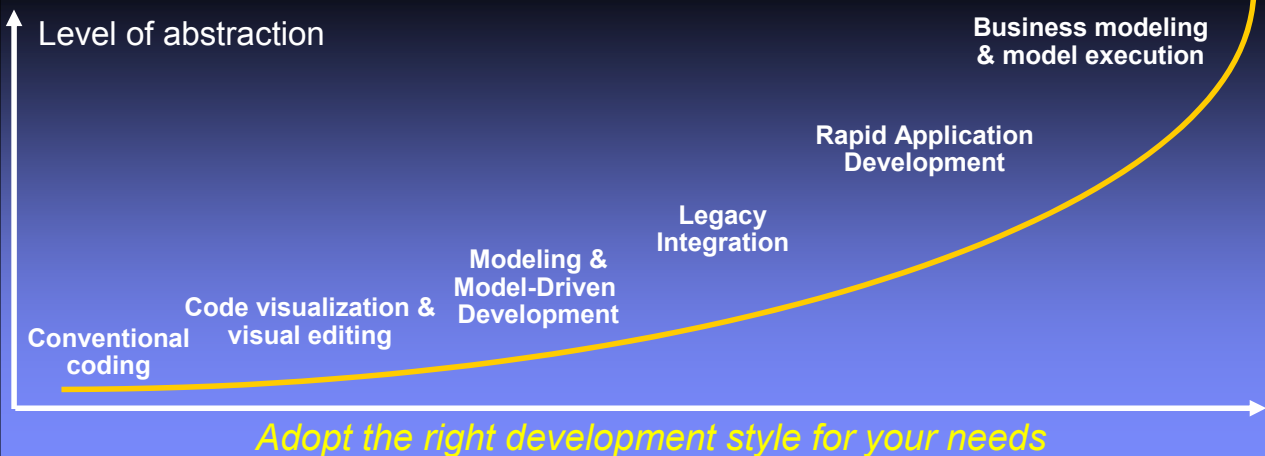 Level of abstraction
Business modeling
& model execution
Rapid Application
Development
Legacy
Integration
Modeling &
Model-Driven
Development
Code visualization &
visual editing
Conventional
coding
Adopt the right development style for your needs